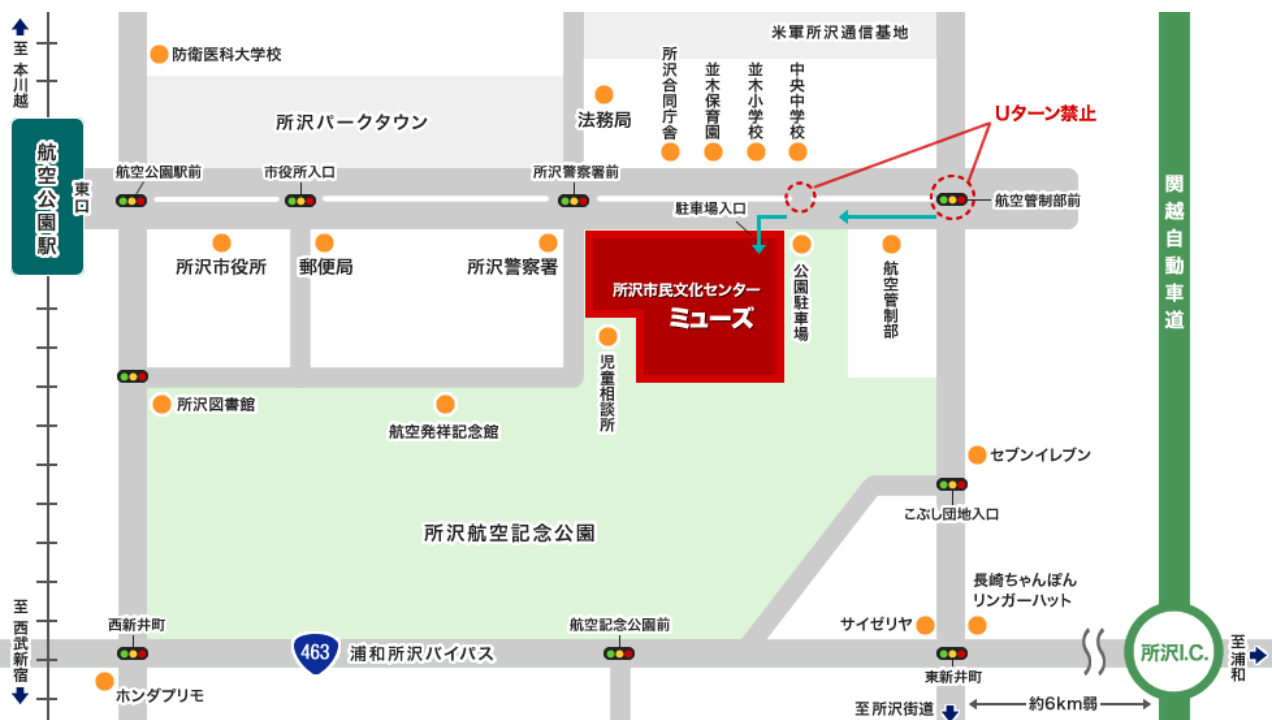 至 本川越
防衛医科大学校
米軍所沢通信基地
所沢パークタウン
法務局
所沢合同庁舎
並木保育園
並木小学校
中央中学校
Uターン禁止
航空公園駅
東口
航空公園駅前
市役所入口
所沢警察署前
駐車場入口
航空管制部前
関越自動車道
所沢市役所
郵便局
所沢警察署
所沢市民文化センター
ミューズ
公園駐車場
航空管制部
児童相談所
所沢図書館
航空発祥記念館
セブンイレブン
こぶし団地入口
所沢航空記念公園
長崎ちゃんぽん
リンガーハット
サイゼリヤ
至 西武新宿
西新井町
463
浦和所沢バイパス
航空記念公園前
東新井町
所沢I.C.
至浦和
ホンダプリモ
至 所沢街道
約6km弱